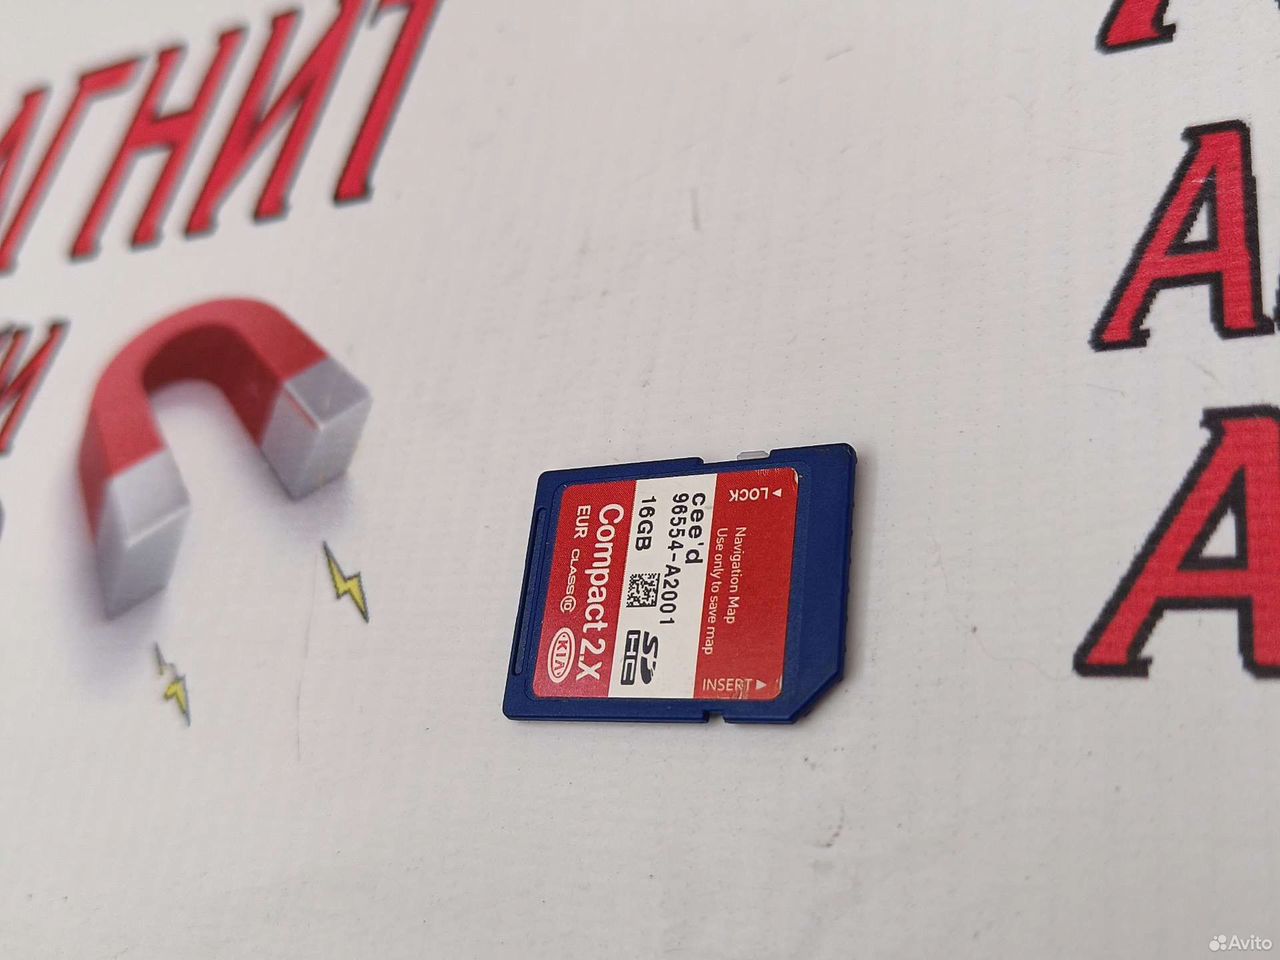 АГНИТ
И
А
А
◄LOCK
Navigation Map
Use only to save map
INSERT►
cee'd
96554-A2001
16GB
SD
HC
Compact 2.X
EUR CLASS 10
KIA
Avito